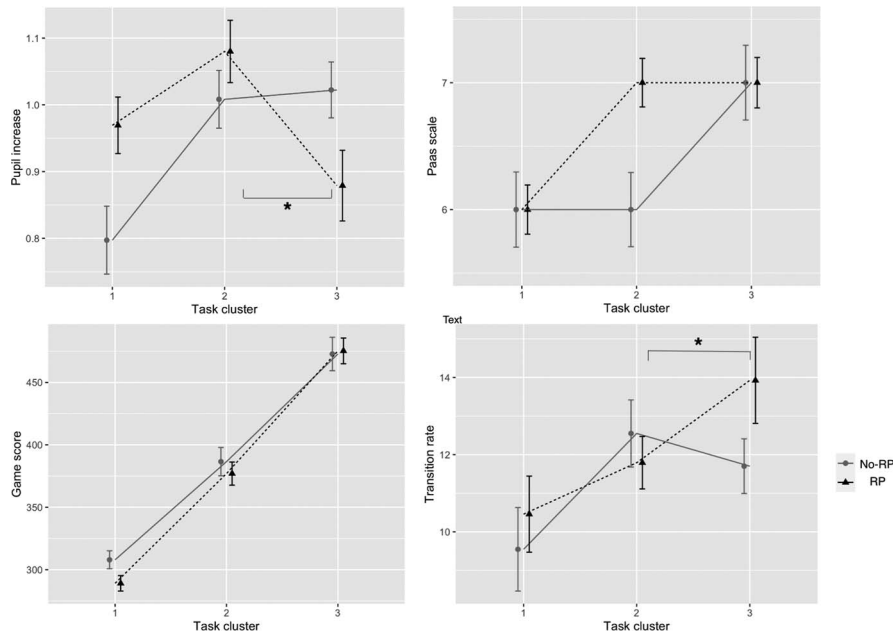 Pupil increase
1.1
1.0
0.9
0.8
*
1
2
3
Task cluster
Paas scale
7
6
1
2
3
Task cluster
Game score
450
400
350
300
1
2
3
Task cluster
Text
Transition rate
14
12
10
*
1
2
3
Task cluster
No-RP
RP